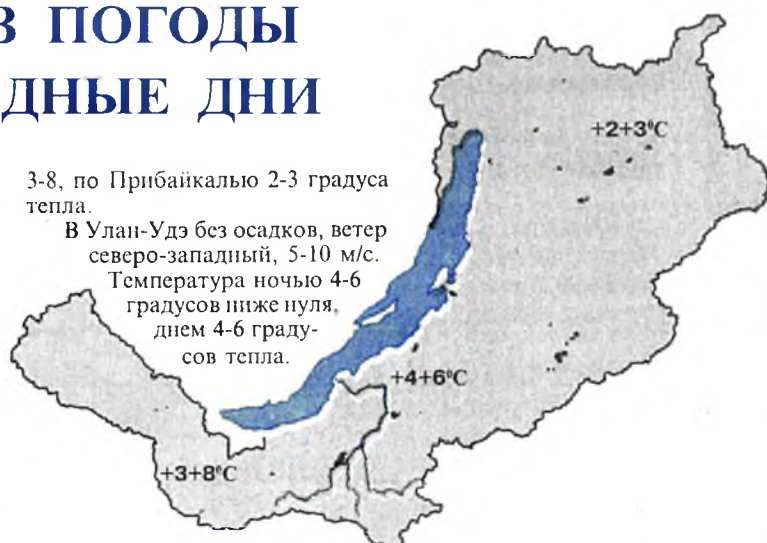 З ПОГОДЫ
ДНЫЕ ДНИ
3-8, по Прибайкалью 2-3 градуса
тепла.
В Улан-Удэ без осадков, ветер
северо-западный, 5-10 м/с.
Температура ночью 4-6
градусов ниже нуля,
днем 4-6 граду-
сов тепла.
+2+3°С
+4+6°С
+3+8°С